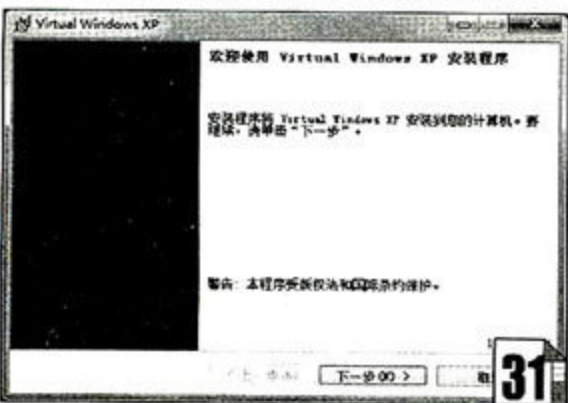 Virtual Windows XP
欢迎使用 Virtual Windows XP 安装程序
安装程序将 Virtual Windows XP 安装到您的计算机。要
继续，请单击“下一步”。
警告: 本程序受版权法和国际条约保护。
下一步(N) >
取
31